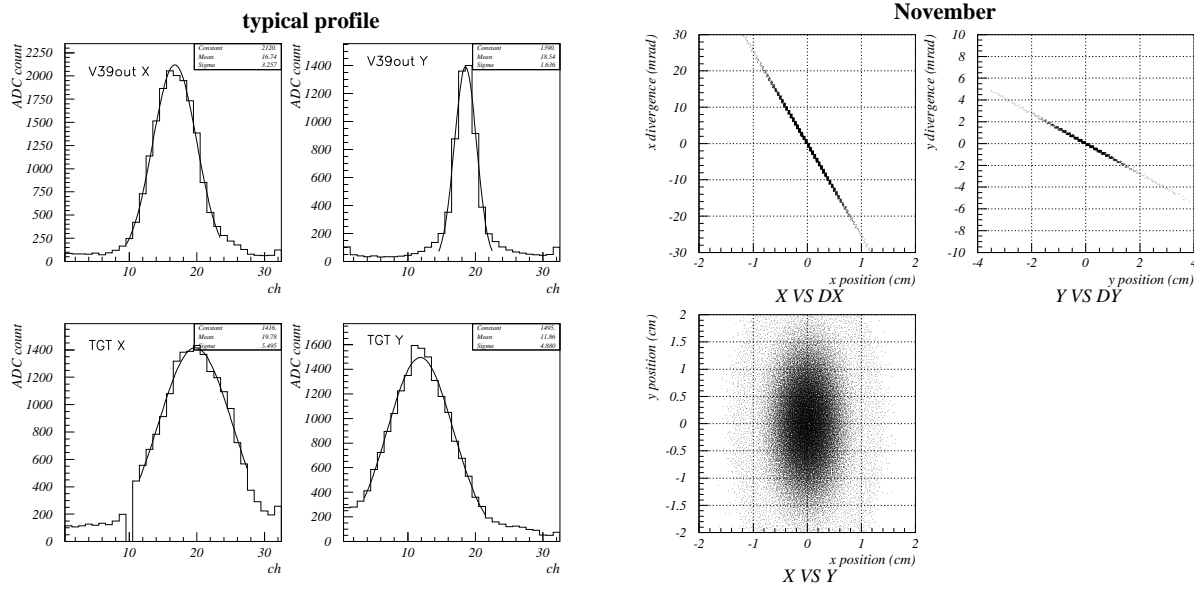 typical profile
November
ADC count
2250
2000
1750
1500
1250
1000
750
500
250
0
V39out X
Constant 2120.
Mean 16.74
Sigma 3.257
10 20 30
ch
ADC count
1400
1200
1000
800
600
400
200
0
V39out Y
Constant 1390.
Mean 18.54
Sigma 1.636
10 20 30
ch
ADC count
1400
1200
1000
800
600
400
200
0
TGT X
Constant 1416.
Mean 19.78
Sigma 5.495
10 20 30
ch
ADC count
1600
1400
1200
1000
800
600
400
200
0
TGT Y
Constant 1495.
Mean 11.86
Sigma 4.880
10 20 30
ch
x divergence (mrad)
30
20
10
0
-10
-20
-30
-2 -1 0 1 2
x position (cm)
X VS DX
y divergence (mrad)
10
8
6
4
2
0
-2
-4
-6
-8
-10
-4 -2 0 2 4
y position (cm)
Y VS DY
y position (cm)
2
1.5
1
0.5
0
-0.5
-1
-1.5
-2
-2 -1 0 1 2
x position (cm)
X VS Y